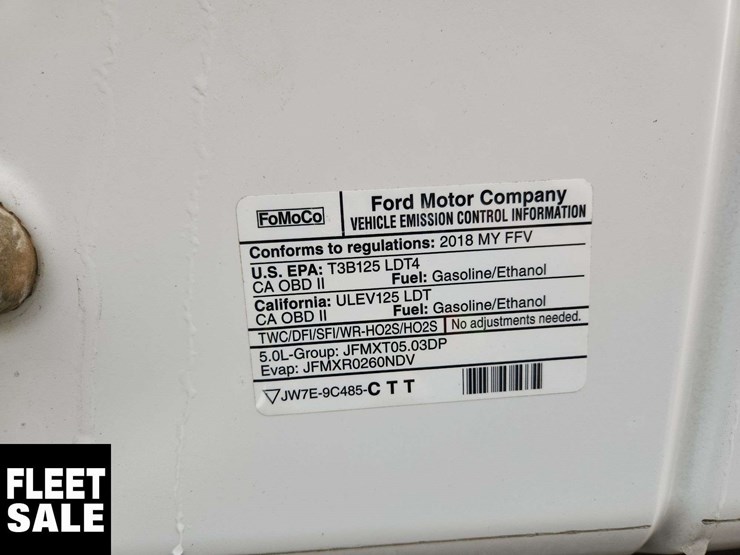 FoMoCo
Ford Motor Company
VEHICLE EMISSION CONTROL INFORMATION
Conforms to regulations: 2018 MY FFV
U.S. EPA: T3B125 LDT4
CA OBD II Fuel: Gasoline/Ethanol
California: ULEV125 LDT
CA OBD II Fuel: Gasoline/Ethanol
TWC/DFI/SFI/WR-HO2S/HO2S No adjustments needed.
5.0L-Group: JFMXT05.03DP
Evap: JFMXR0260NDV
JW7E-9C485-CTT
FLEET
SALE